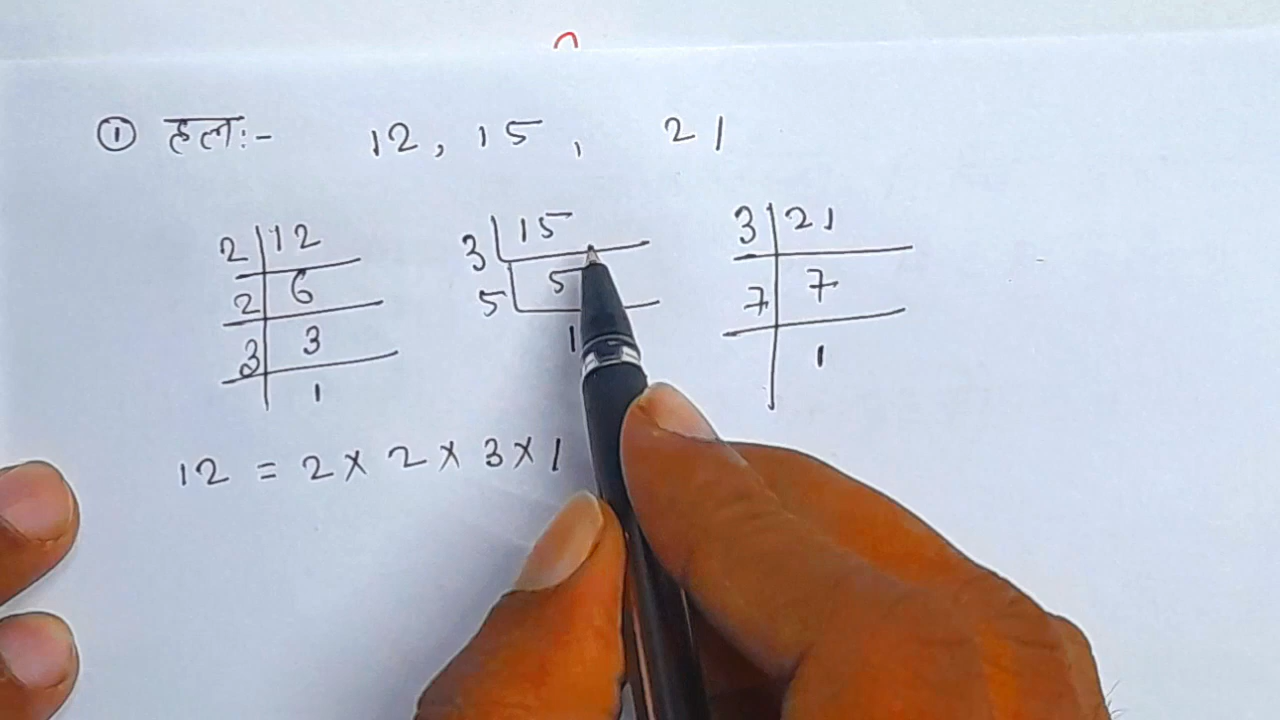 ① हलः- 12, 15, 21
2 12 3 15 3 21
2 6 5 5 7 7
3 3 1 1
1
12 = 2 × 2 × 3 × 1